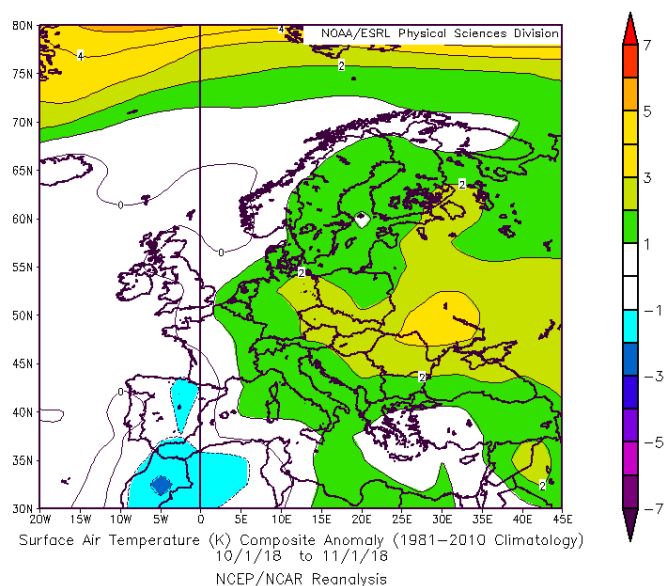 NOAA/ESRL Physical Sciences Division
80N
75N
70N
65N
60N
55N
50N
45N
40N
35N
30N
20W 15W 10W 5W 0 5E 10E 15E 20E 25E 30E 35E 40E 45E
4
4
2
0
0
2
2
2
0
2
2
7
5
3
1
-1
-3
-5
-7
Surface Air Temperature (K) Composite Anomaly (1981-2010 Climatology)
10/1/18 to 11/1/18
NCEP/NCAR Reanalysis